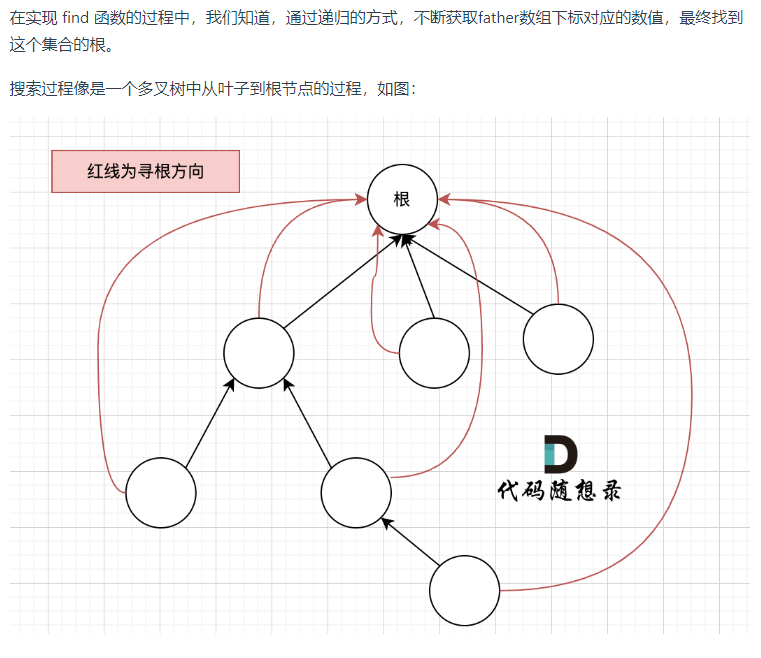 在实现 find 函数的过程中，我们知道，通过递归的方式，不断获取father数组下标对应的数值，最终找到
这个集合的根。
搜索过程像是一个多叉树中从叶子到根节点的过程，如图：
红线为寻根方向
根
代码随想录